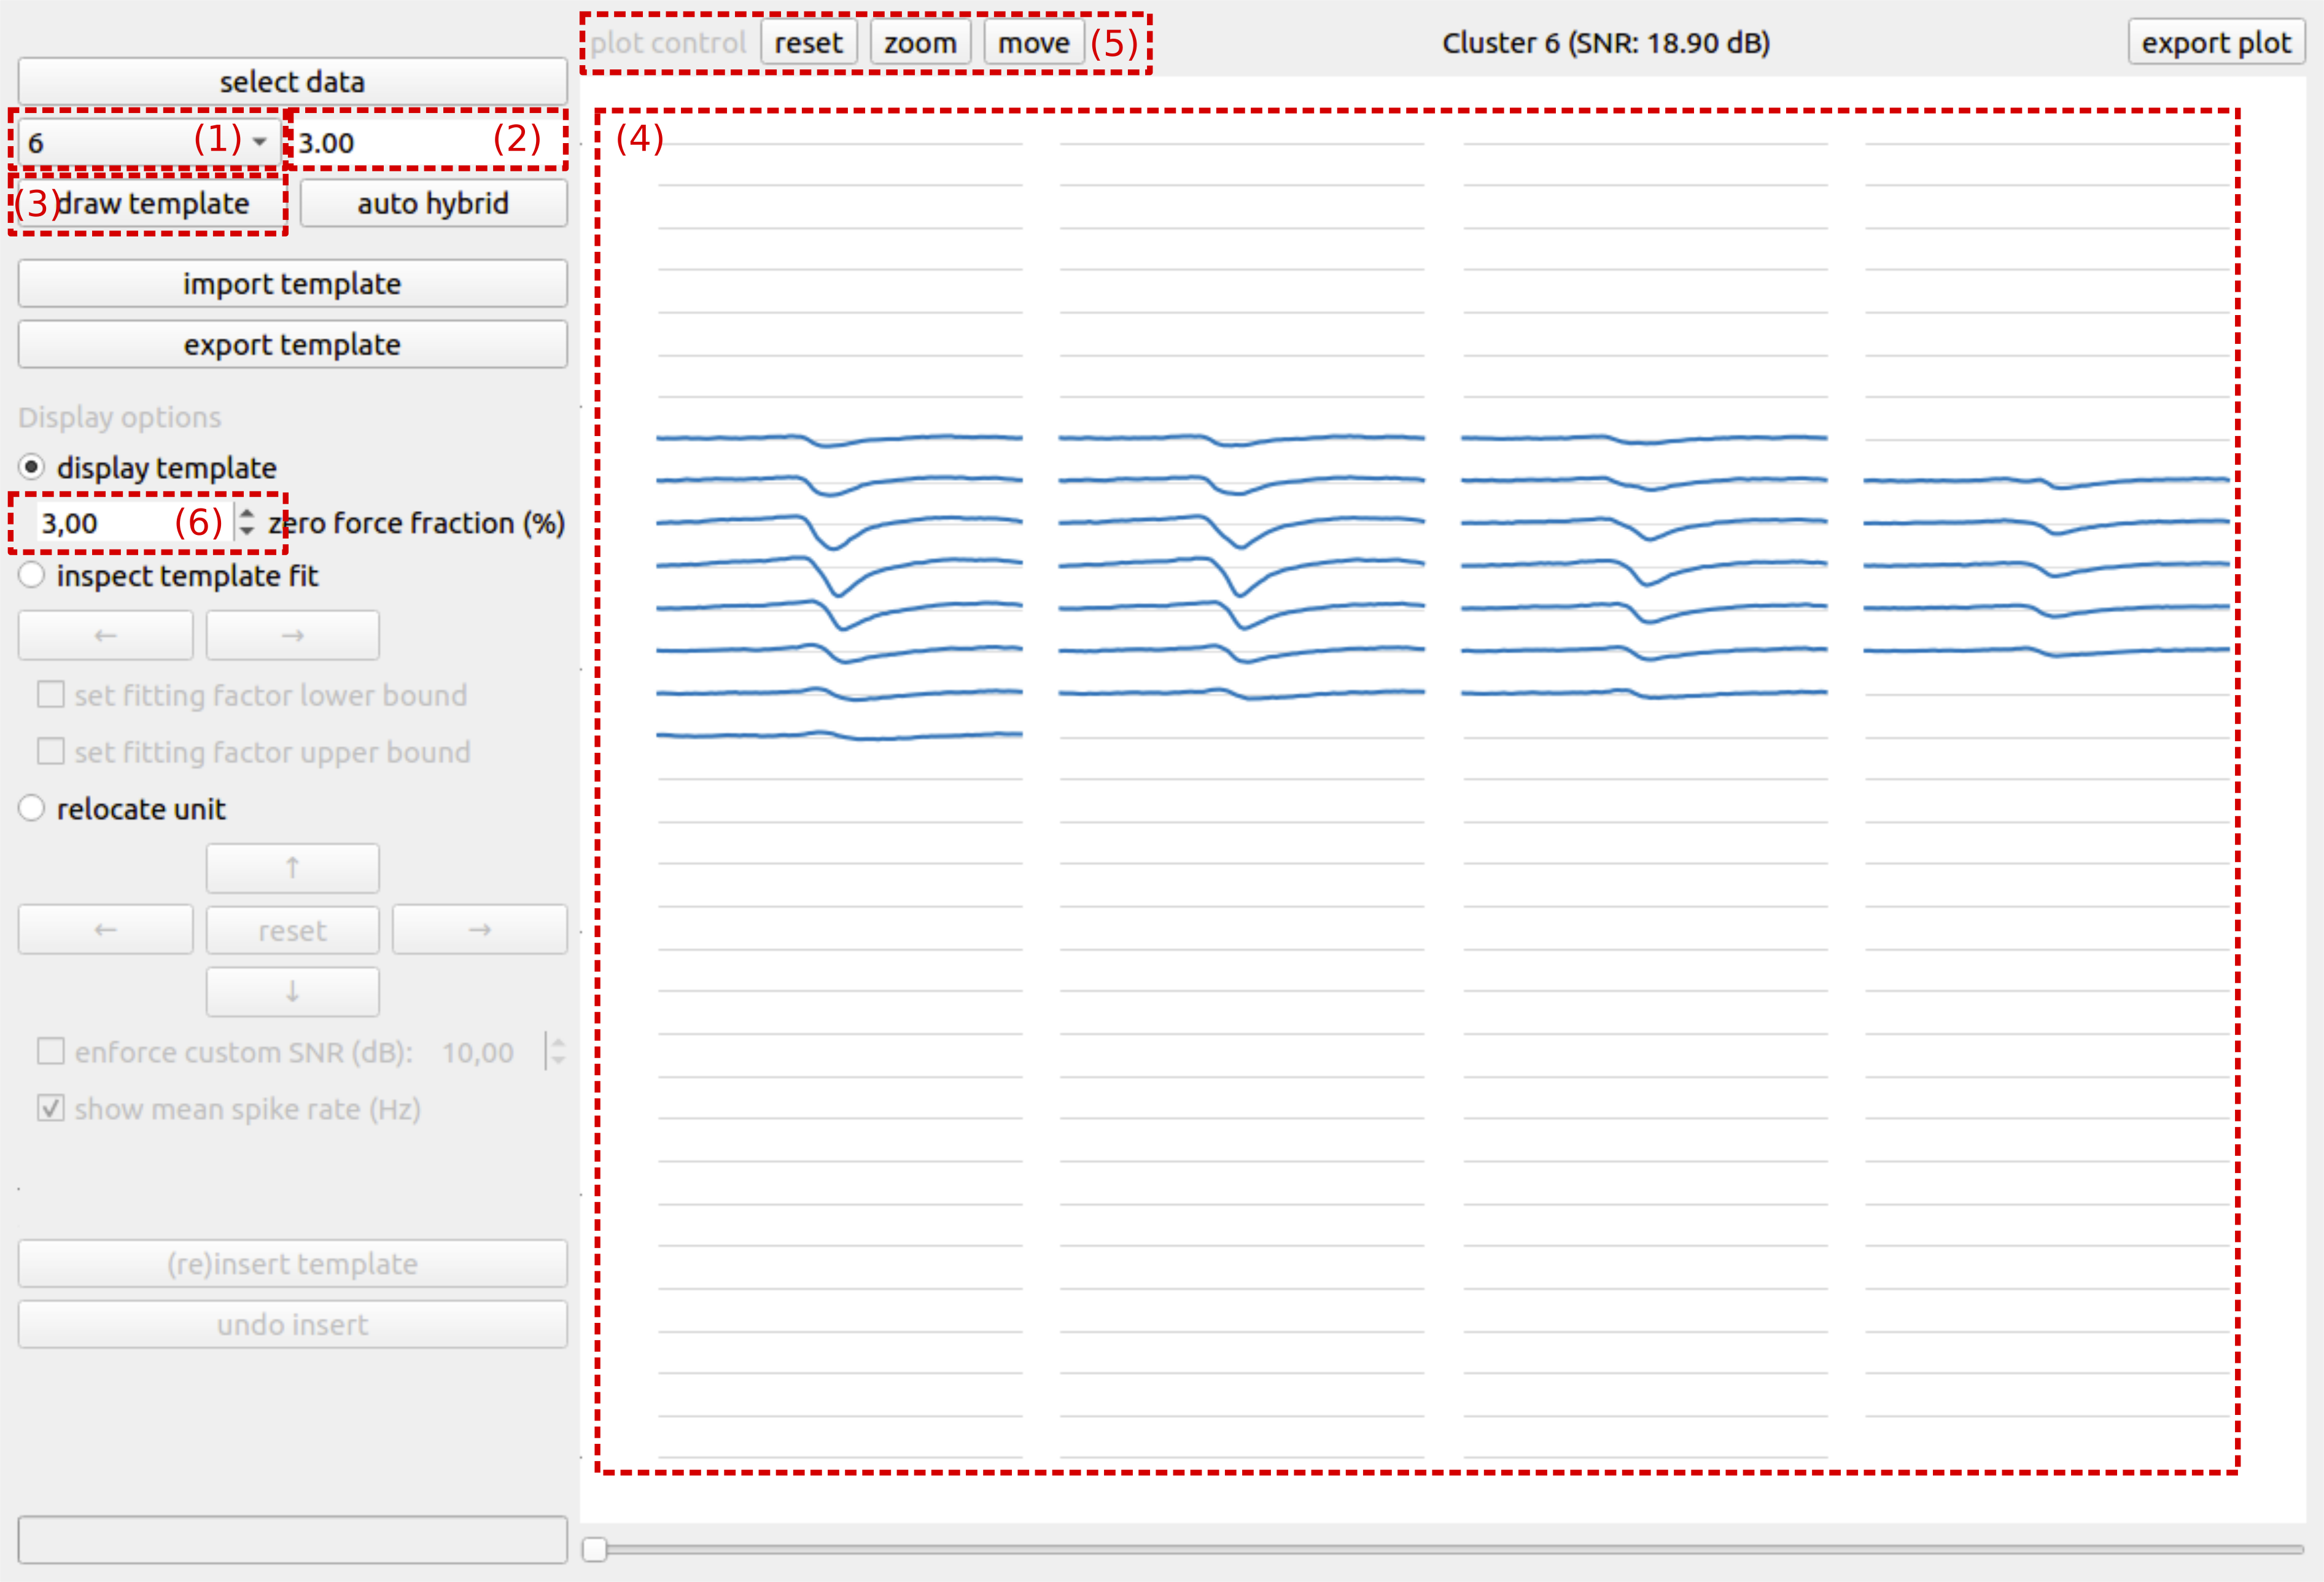 plot control reset zoom move (5) Cluster 6 (SNR: 18.90 dB) export plot
select data
6 (1) 3.00 (2)
(3) draw template auto hybrid
import template
export template
Display options
display template
3,00 (6) zero force fraction (%)
inspect template fit
← →
set fitting factor lower bound
set fitting factor upper bound
relocate unit
↑
← reset →
↓
enforce custom SNR (dB): 10,00
show mean spike rate (Hz)
(re)insert template
undo insert
(4)